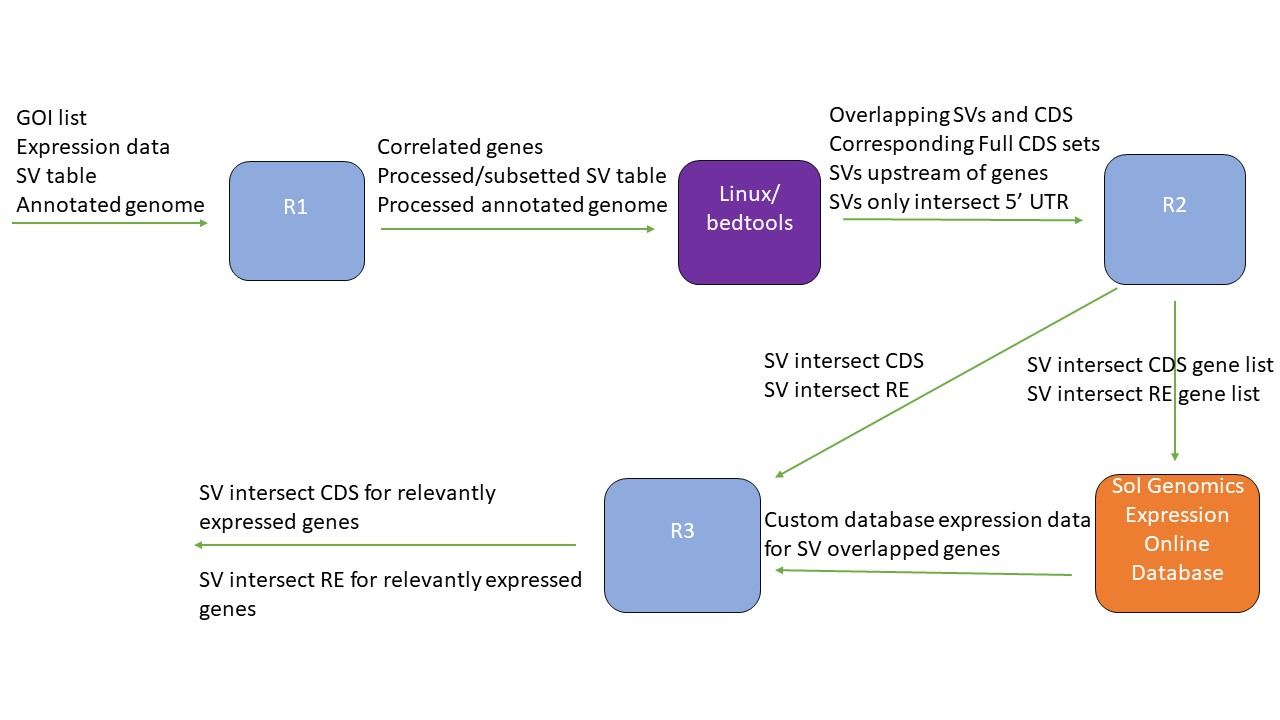 GOI list
Expression data
SV table
Annotated genome
R1
Correlated genes
Processed/subsetted SV table
Processed annotated genome
Linux/
bedtools
Overlapping SVs and CDS
Corresponding Full CDS sets
SVs upstream of genes
SVs only intersect 5’ UTR
R2
SV intersect CDS
SV intersect RE
SV intersect CDS gene list
SV intersect RE gene list
Sol Genomics
Expression
Online
Database
Custom database expression data
for SV overlapped genes
R3
SV intersect CDS for relevantly
expressed genes
SV intersect RE for relevantly expressed
genes